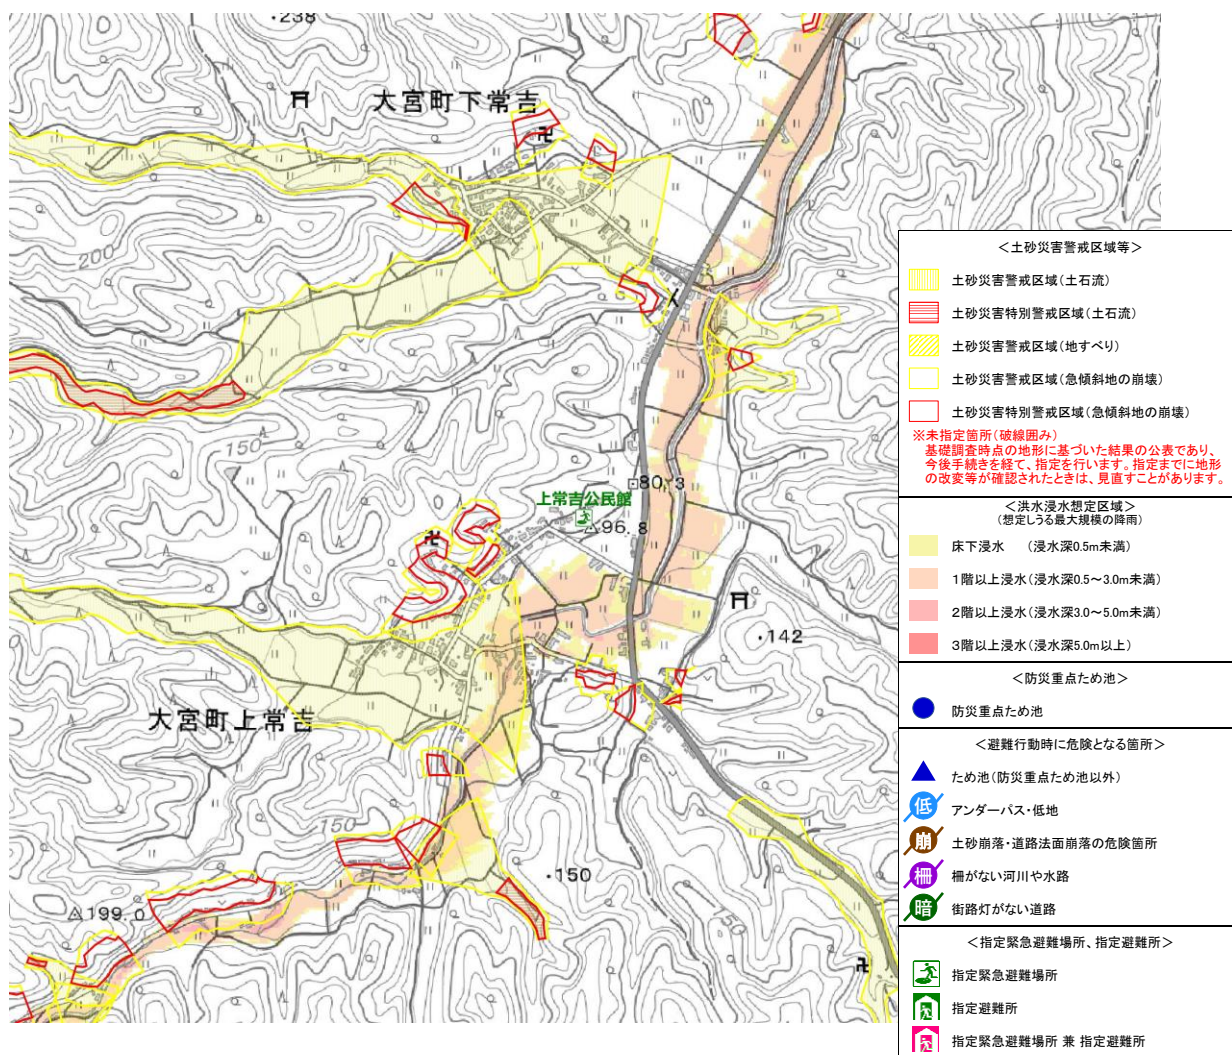 ・238
大宮町下常吉
200
150
上常吉公民館
80.3
96.8
・142
大宮町上常吉
150
・150
199.0
150
＜土砂災害警戒区域等＞
土砂災害警戒区域(土石流)
土砂災害特別警戒区域(土石流)
土砂災害警戒区域(地すべり)
土砂災害警戒区域(急傾斜地の崩壊)
土砂災害特別警戒区域(急傾斜地の崩壊)
※未指定箇所(破線囲み)
基礎調査時点の地形に基づいた結果の公表であり、
今後手続きを経て、指定を行います。指定までに地形
の改変等が確認されたときは、見直すことがあります。
＜洪水浸水想定区域＞
(想定しうる最大規模の降雨)
床下浸水　(浸水深0.5m未満)
1階以上浸水(浸水深0.5～3.0m未満)
2階以上浸水(浸水深3.0～5.0m未満)
3階以上浸水(浸水深5.0m以上)
＜防災重点ため池＞
防災重点ため池
＜避難行動時に危険となる箇所＞
ため池(防災重点ため池以外)
低 アンダーパス・低地
崩 土砂崩落・道路法面崩落の危険箇所
柵 柵がない河川や水路
暗 街路灯がない道路
＜指定緊急避難場所、指定避難所＞
指定緊急避難場所
指定避難所
指定緊急避難場所 兼 指定避難所